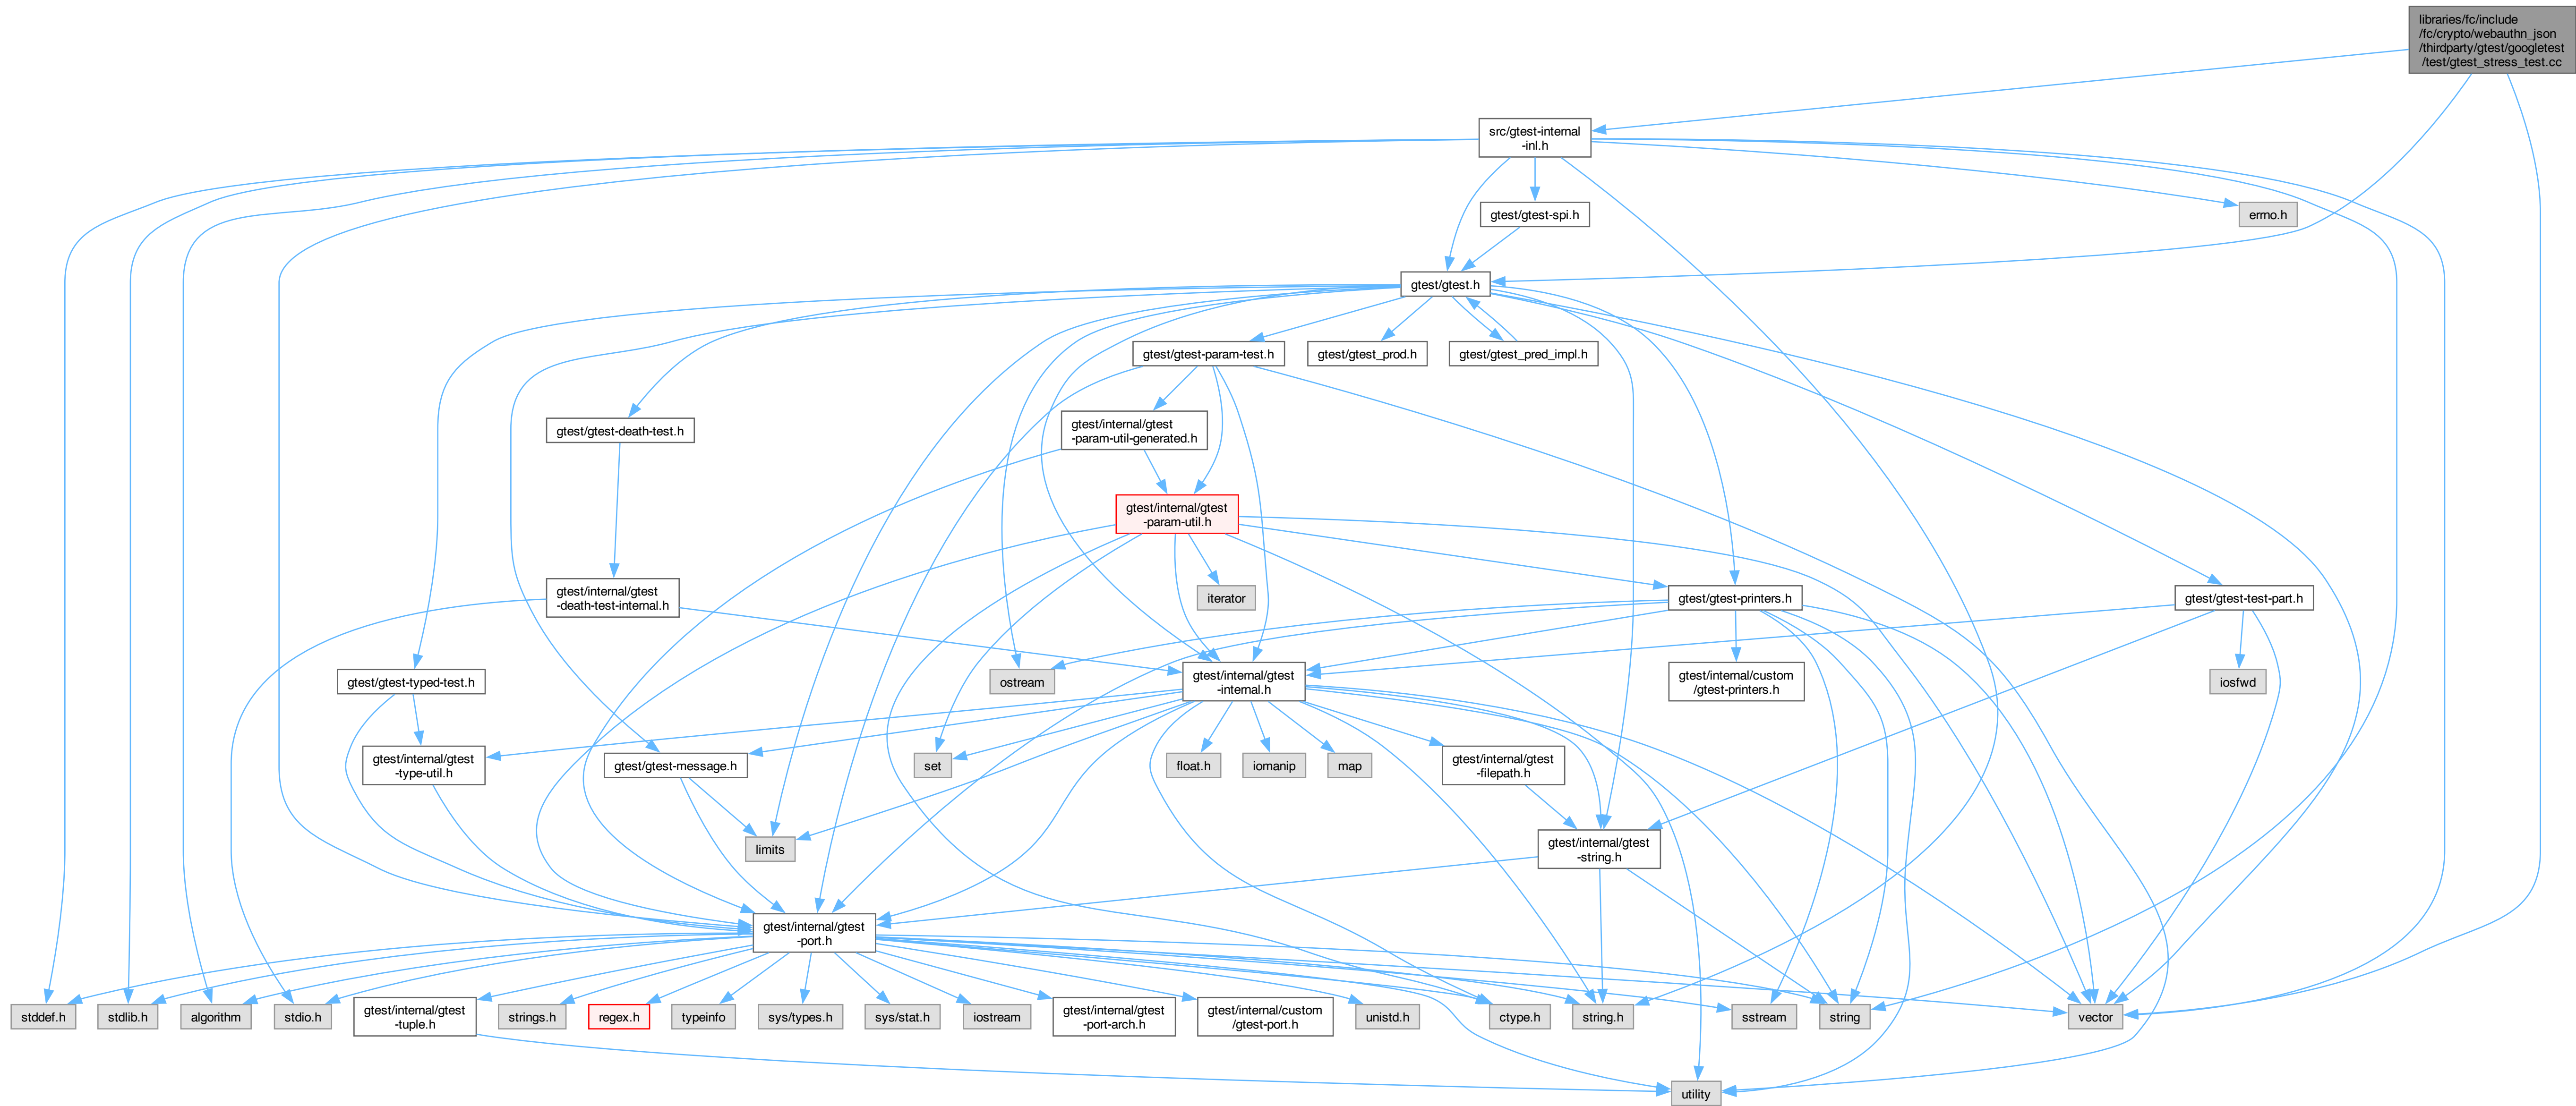 libraries/fc/include
/fc/crypto/webauthn_json
/thirdparty/gtest/googletest
/test/gtest_stress_test.cc
src/gtest-internal
-inl.h
gtest/gtest-spi.h
errno.h
gtest/gtest.h
gtest/gtest-param-test.h
gtest/gtest_prod.h
gtest/gtest_pred_impl.h
gtest/gtest-death-test.h
gtest/internal/gtest
-param-util-generated.h
gtest/internal/gtest
-param-util.h
gtest/internal/gtest
-death-test-internal.h
iterator
gtest/gtest-printers.h
gtest/gtest-test-part.h
gtest/gtest-typed-test.h
ostream
gtest/internal/gtest
-internal.h
gtest/internal/custom
/gtest-printers.h
iosfwd
gtest/internal/gtest
-type-util.h
gtest/gtest-message.h
set
float.h
iomanip
map
gtest/internal/gtest
-filepath.h
limits
gtest/internal/gtest
-string.h
gtest/internal/gtest
-port.h
stddef.h
stdlib.h
algorithm
stdio.h
gtest/internal/gtest
-tuple.h
strings.h
regex.h
typeinfo
sys/types.h
sys/stat.h
iostream
gtest/internal/gtest
-port-arch.h
gtest/internal/custom
/gtest-port.h
unistd.h
ctype.h
string.h
sstream
string
vector
utility